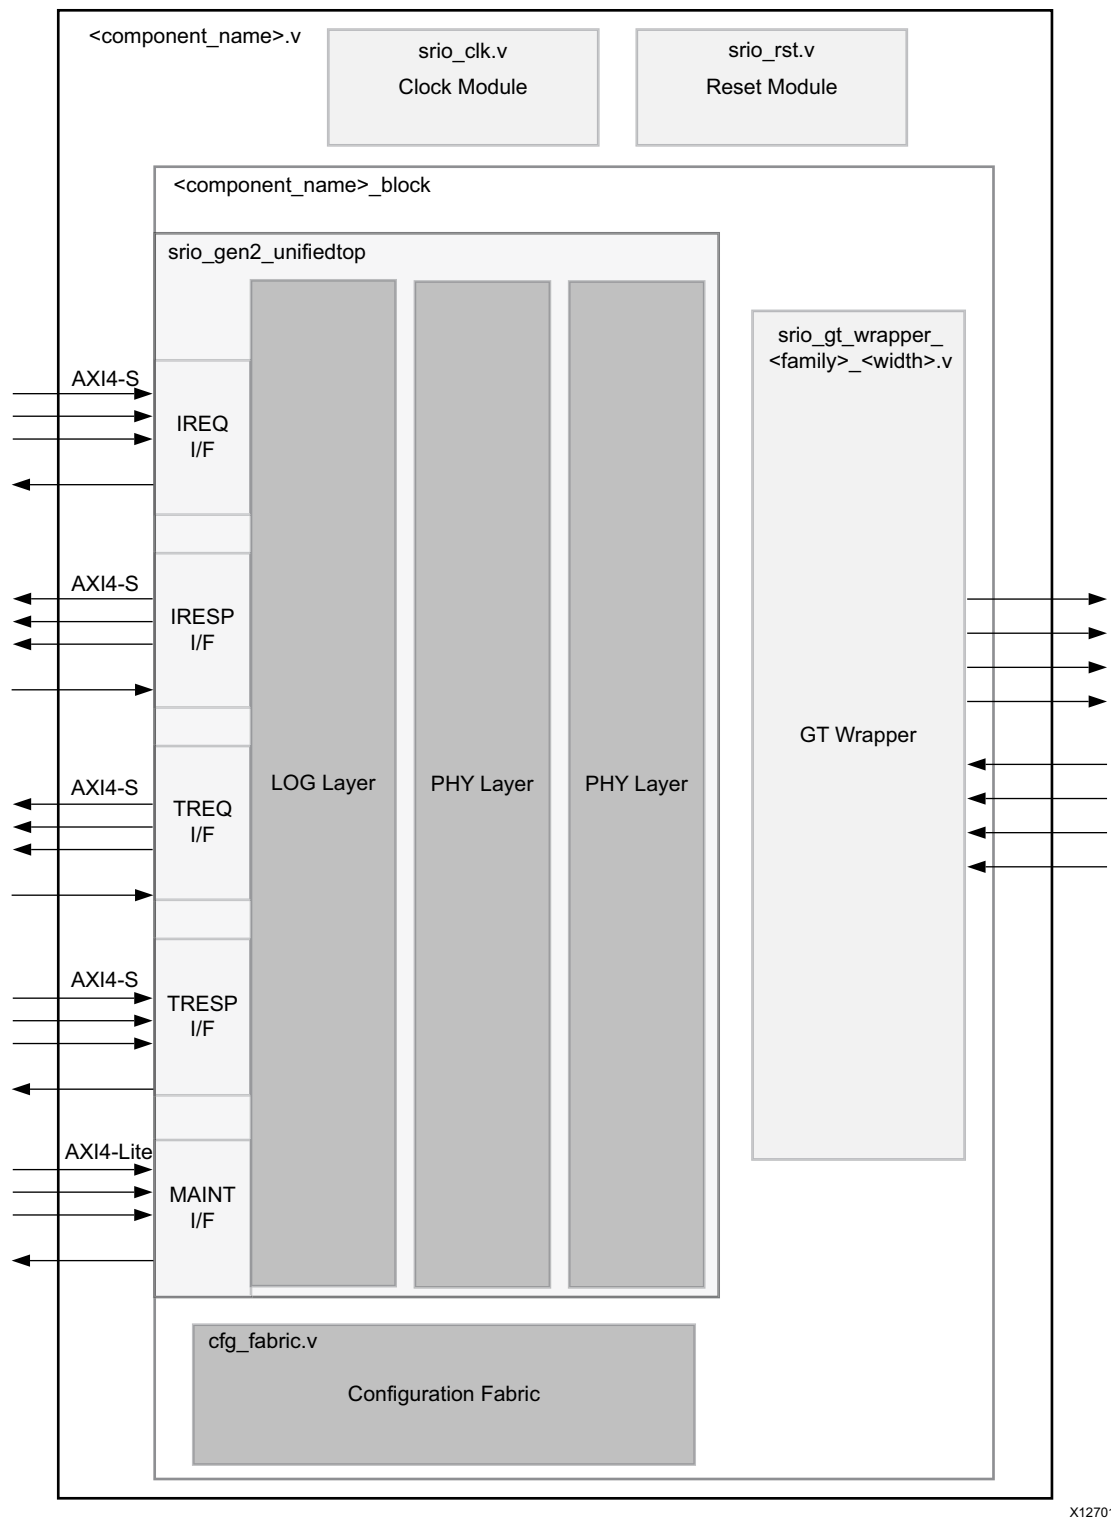 <component_name>.v
srio_clk.v
Clock Module
srio_rst.v
Reset Module
<component_name>_block
srio_gen2_unifiedtop
srio_gt_wrapper_
<family>_<width>.v
AXI4-S
IREQ
I/F
AXI4-S
IRESP
I/F
AXI4-S
TREQ
I/F
AXI4-S
TRESP
I/F
AXI4-Lite
MAINT
I/F
LOG Layer
PHY Layer
PHY Layer
GT Wrapper
cfg_fabric.v
Configuration Fabric
X12701